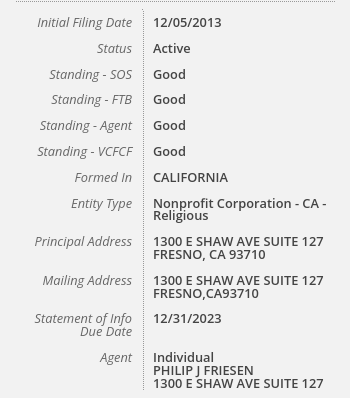 Initial Filing Date 12/05/2013
Status Active
Standing - SOS Good
Standing - FTB Good
Standing - Agent Good
Standing - VCFCF Good
Formed In CALIFORNIA
Entity Type Nonprofit Corporation - CA -
Religious
Principal Address 1300 E SHAW AVE SUITE 127
FRESNO, CA 93710
Mailing Address 1300 E SHAW AVE SUITE 127
FRESNO,CA93710
Statement of Info 12/31/2023
Due Date
Agent Individual
PHILIP J FRIESEN
1300 E SHAW AVE SUITE 127